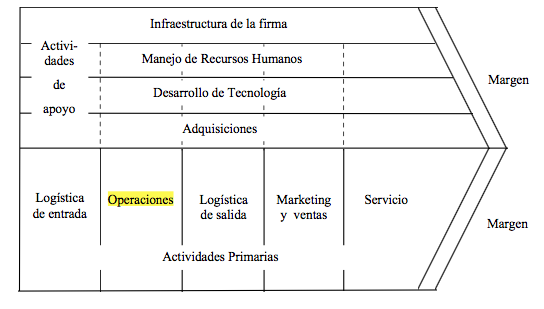 Infraestructura de la firma
Activi-
dades
de
apoyo
Manejo de Recursos Humanos
Desarrollo de Tecnología
Adquisiciones
Margen
Logística
de entrada
Operaciones
Logística
de salida
Marketing
y ventas
Servicio
Margen
Actividades Primarias